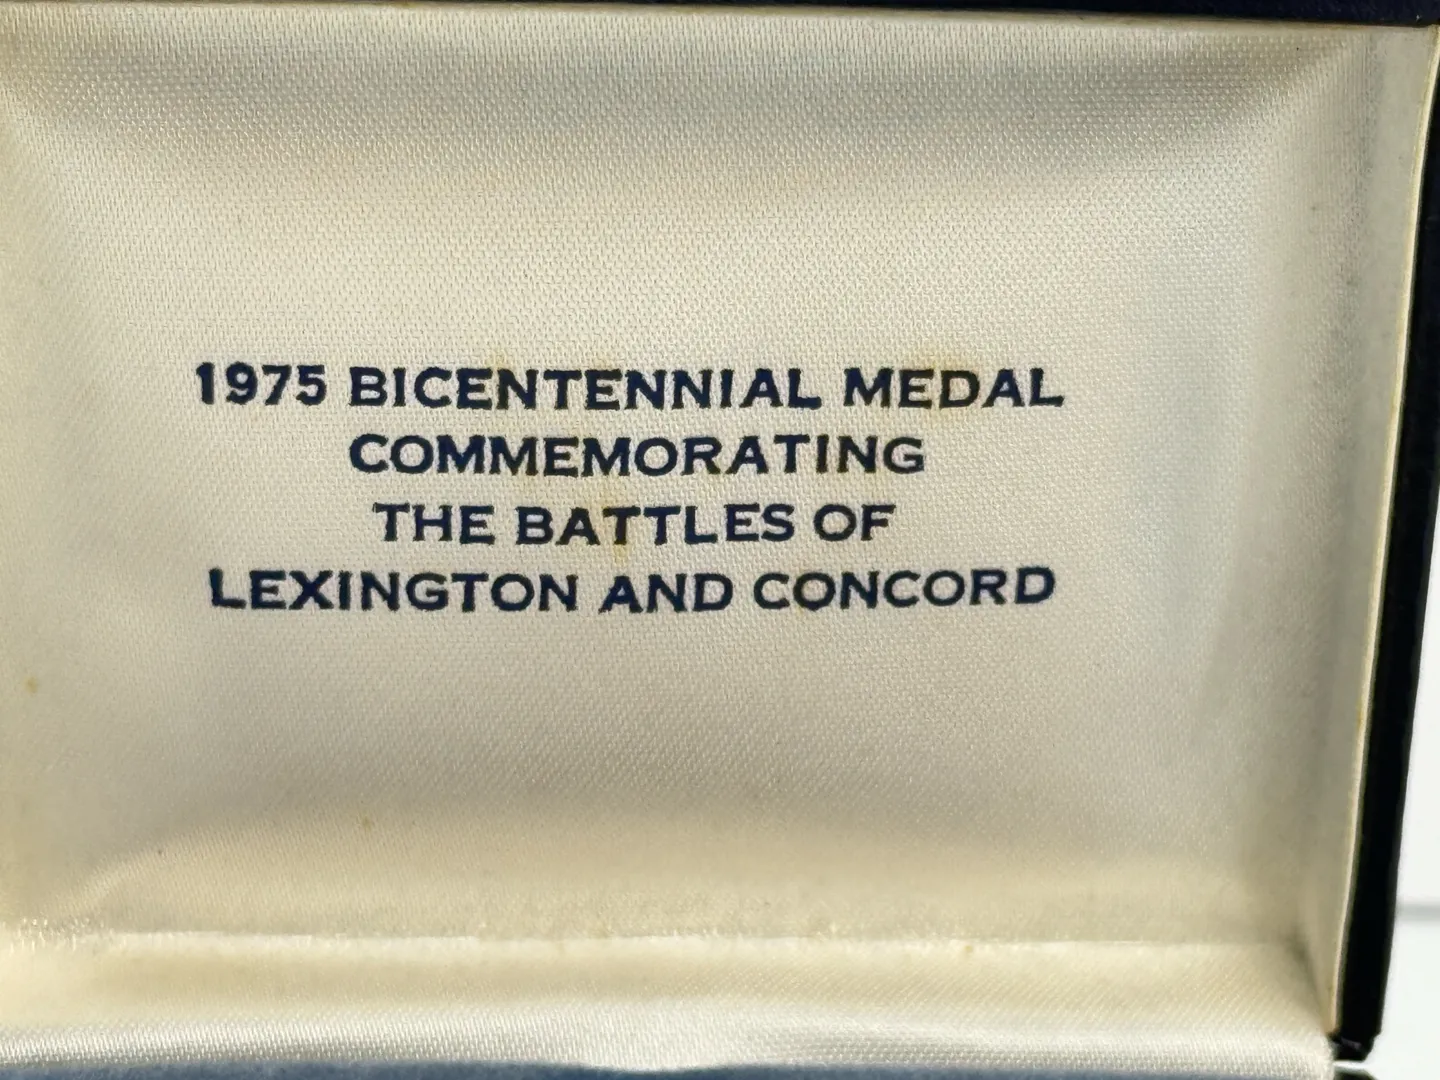 1975 BICENTENNIAL MEDAL
COMMEMORATING
THE BATTLES OF
LEXINGTON AND CONCORD